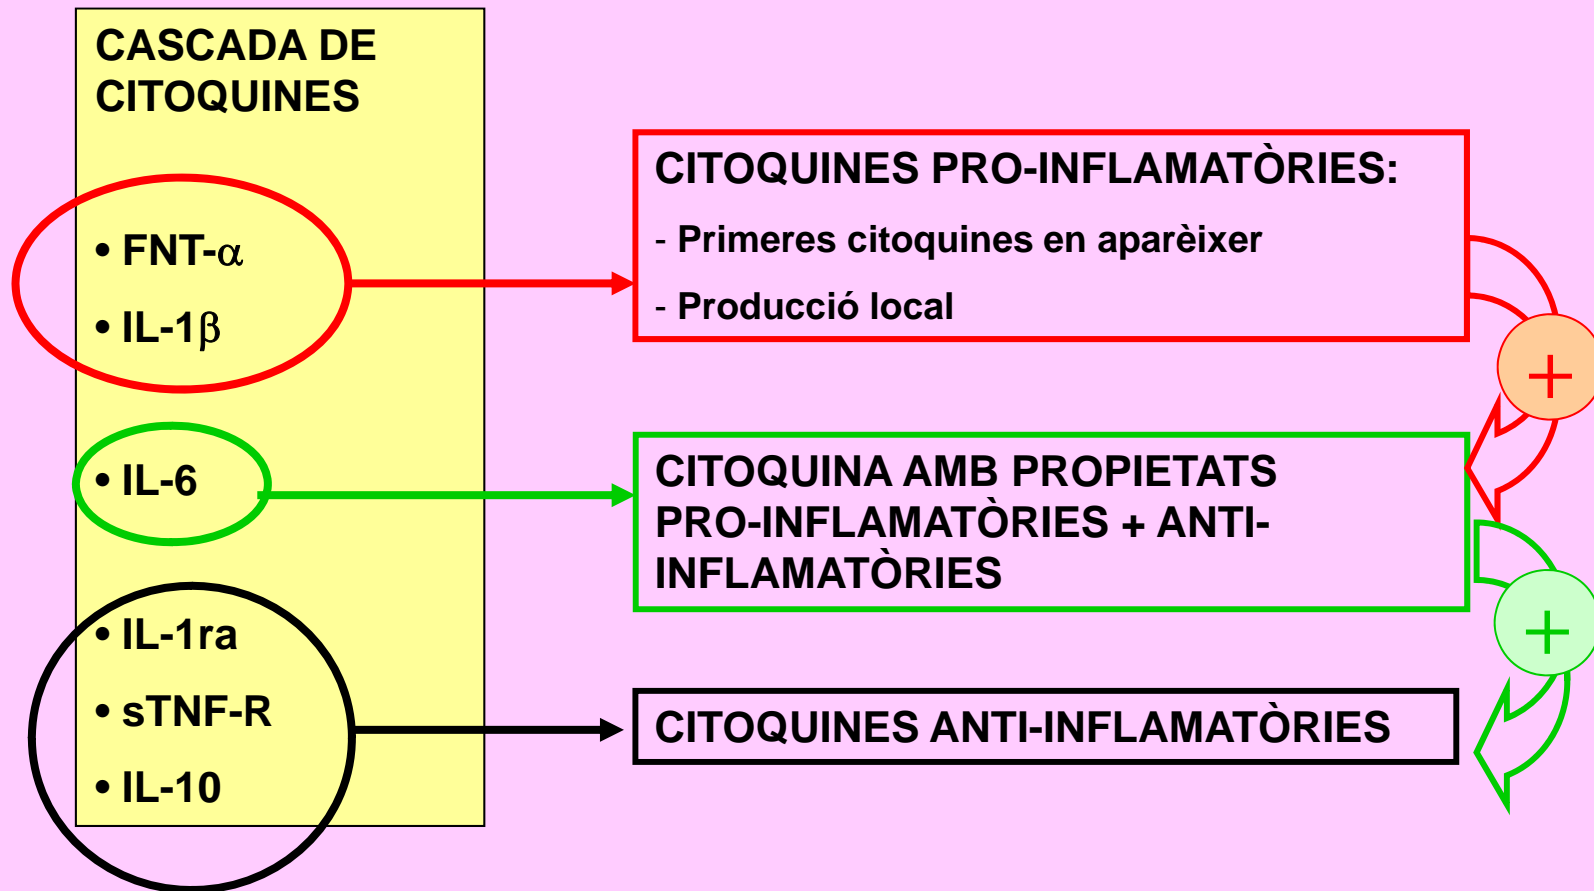 CASCADA DE
CITOQUINES
• FNT-α
• IL-1β
• IL-6
• IL-1ra
• sTNF-R
• IL-10
CITOQUINES PRO-INFLAMATÒRIES:
- Primeres citoquines en aparèixer
- Producció local
+
CITOQUINA AMB PROPIETATS
PRO-INFLAMATÒRIES + ANTI-
INFLAMATÒRIES
+
CITOQUINES ANTI-INFLAMATÒRIES